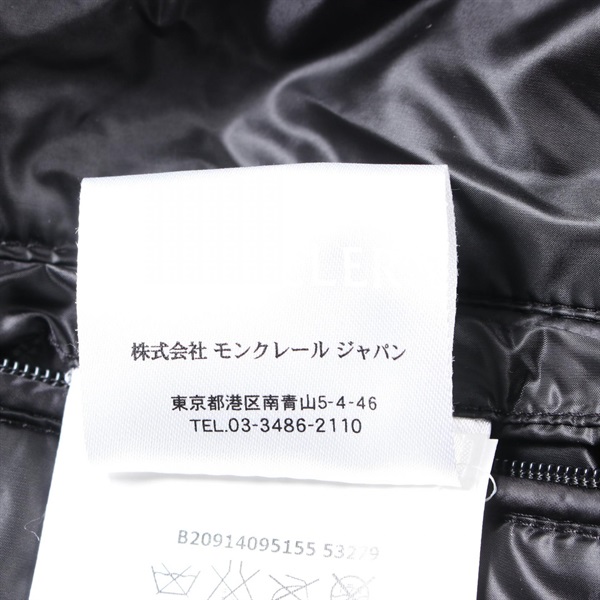 株式会社 モンクレール ジャパン
東京都港区南青山5-4-46
TEL.03-3486-2110
B20914095155 53279